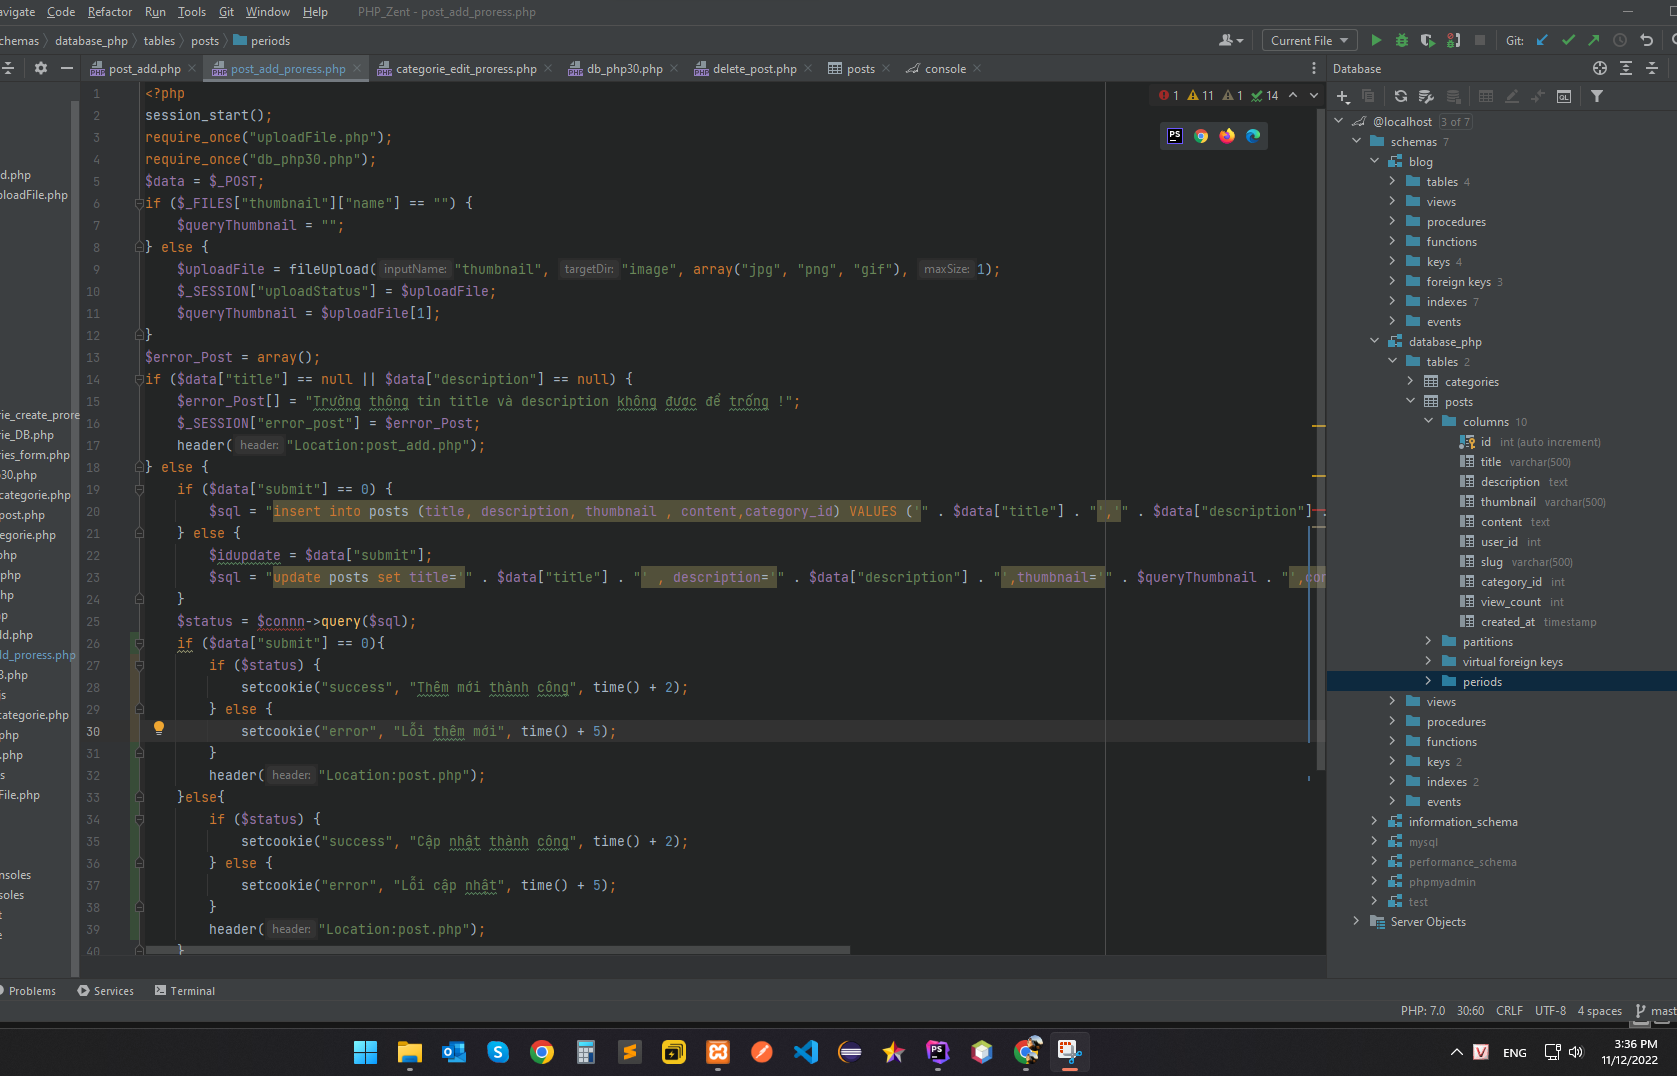 avigate Code Refactor Run Tools Git Window Help PHP_Zent - post_add_proress.php
schemas database_php tables posts periods
Current File Git:
post_add.php post_add_proress.php categorie_edit_proress.php db_php30.php delete_post.php posts console
Database
1 11 1 14
1 <?php
2 session_start();
3 require_once("uploadFile.php");
4 require_once("db_php30.php");
5 $data = $_POST;
6 if ($_FILES["thumbnail"]["name"] == "") {
7 $queryThumbnail = "";
8 } else {
9 $uploadFile = fileUpload( inputName: "thumbnail", targetDir: "image", array("jpg", "png", "gif"), maxSize: 1);
10 $_SESSION["uploadStatus"] = $uploadFile;
11 $queryThumbnail = $uploadFile[1];
12 }
13 $error_Post = array();
14 if ($data["title"] == null || $data["description"] == null) {
15 $error_Post[] = "Trường thông tin title và description không được để trống !";
16 $_SESSION["error_post"] = $error_Post;
17 header( header: "Location:post_add.php");
18 } else {
19 if ($data["submit"] == 0) {
20 $sql = "insert into posts (title, description, thumbnail , content,category_id) VALUES ('" . $data["title"] . "','" . $data["description"] .
21 } else {
22 $idupdate = $data["submit"];
23 $sql = "update posts set title='" . $data["title"] . "' , description='" . $data["description"] . "',thumbnail='" . $queryThumbnail . "',con
24 }
25 $status = $connn->query($sql);
26 if ($data["submit"] == 0){
27 if ($status) {
28 setcookie("success", "Thêm mới thành công", time() + 2);
29 } else {
30 setcookie("error", "Lỗi thêm mới", time() + 5);
31 }
32 header( header: "Location:post.php");
33 }else{
34 if ($status) {
35 setcookie("success", "Cập nhật thành công", time() + 2);
36 } else {
37 setcookie("error", "Lỗi cập nhật", time() + 5);
38 }
39 header( header: "Location:post.php");
40 }
d.php
ploadFile.php
rie_create_prore
rie_DB.php
ries_form.php
p30.php
categorie.php
post.php
egorie.php
php
.php
hp
p
dd.php
dd_proress.php
B.php
s
categorie.php
php
.php
s
File.php
nsoles
soles
t
e
@localhost 3 of 7
schemas 7
blog
tables 4
views
procedures
functions
keys 4
foreign keys 3
indexes 7
events
database_php
tables 2
categories
posts
columns 10
id int (auto increment)
title varchar(500)
description text
thumbnail varchar(500)
content text
user_id int
slug varchar(500)
category_id int
view_count int
created_at timestamp
partitions
virtual foreign keys
periods
views
procedures
functions
keys 2
indexes 2
events
information_schema
mysql
performance_schema
phpmyadmin
test
Server Objects
Problems Services Terminal
PHP: 7.0 30:60 CRLF UTF-8 4 spaces mast
ENG 3:36 PM
11/12/2022